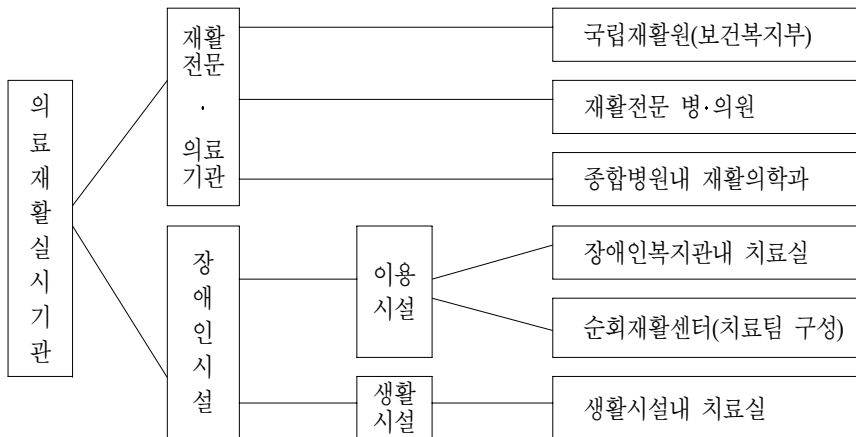 의료재활실시기관
재활
전문
·
의료
기관
국립재활원(보건복지부)
재활전문 병·의원
종합병원내 재활의학과
장애인시설
이용
시설
장애인복지관내 치료실
순회재활센터(치료팀 구성)
생활
시설
생활시설내 치료실